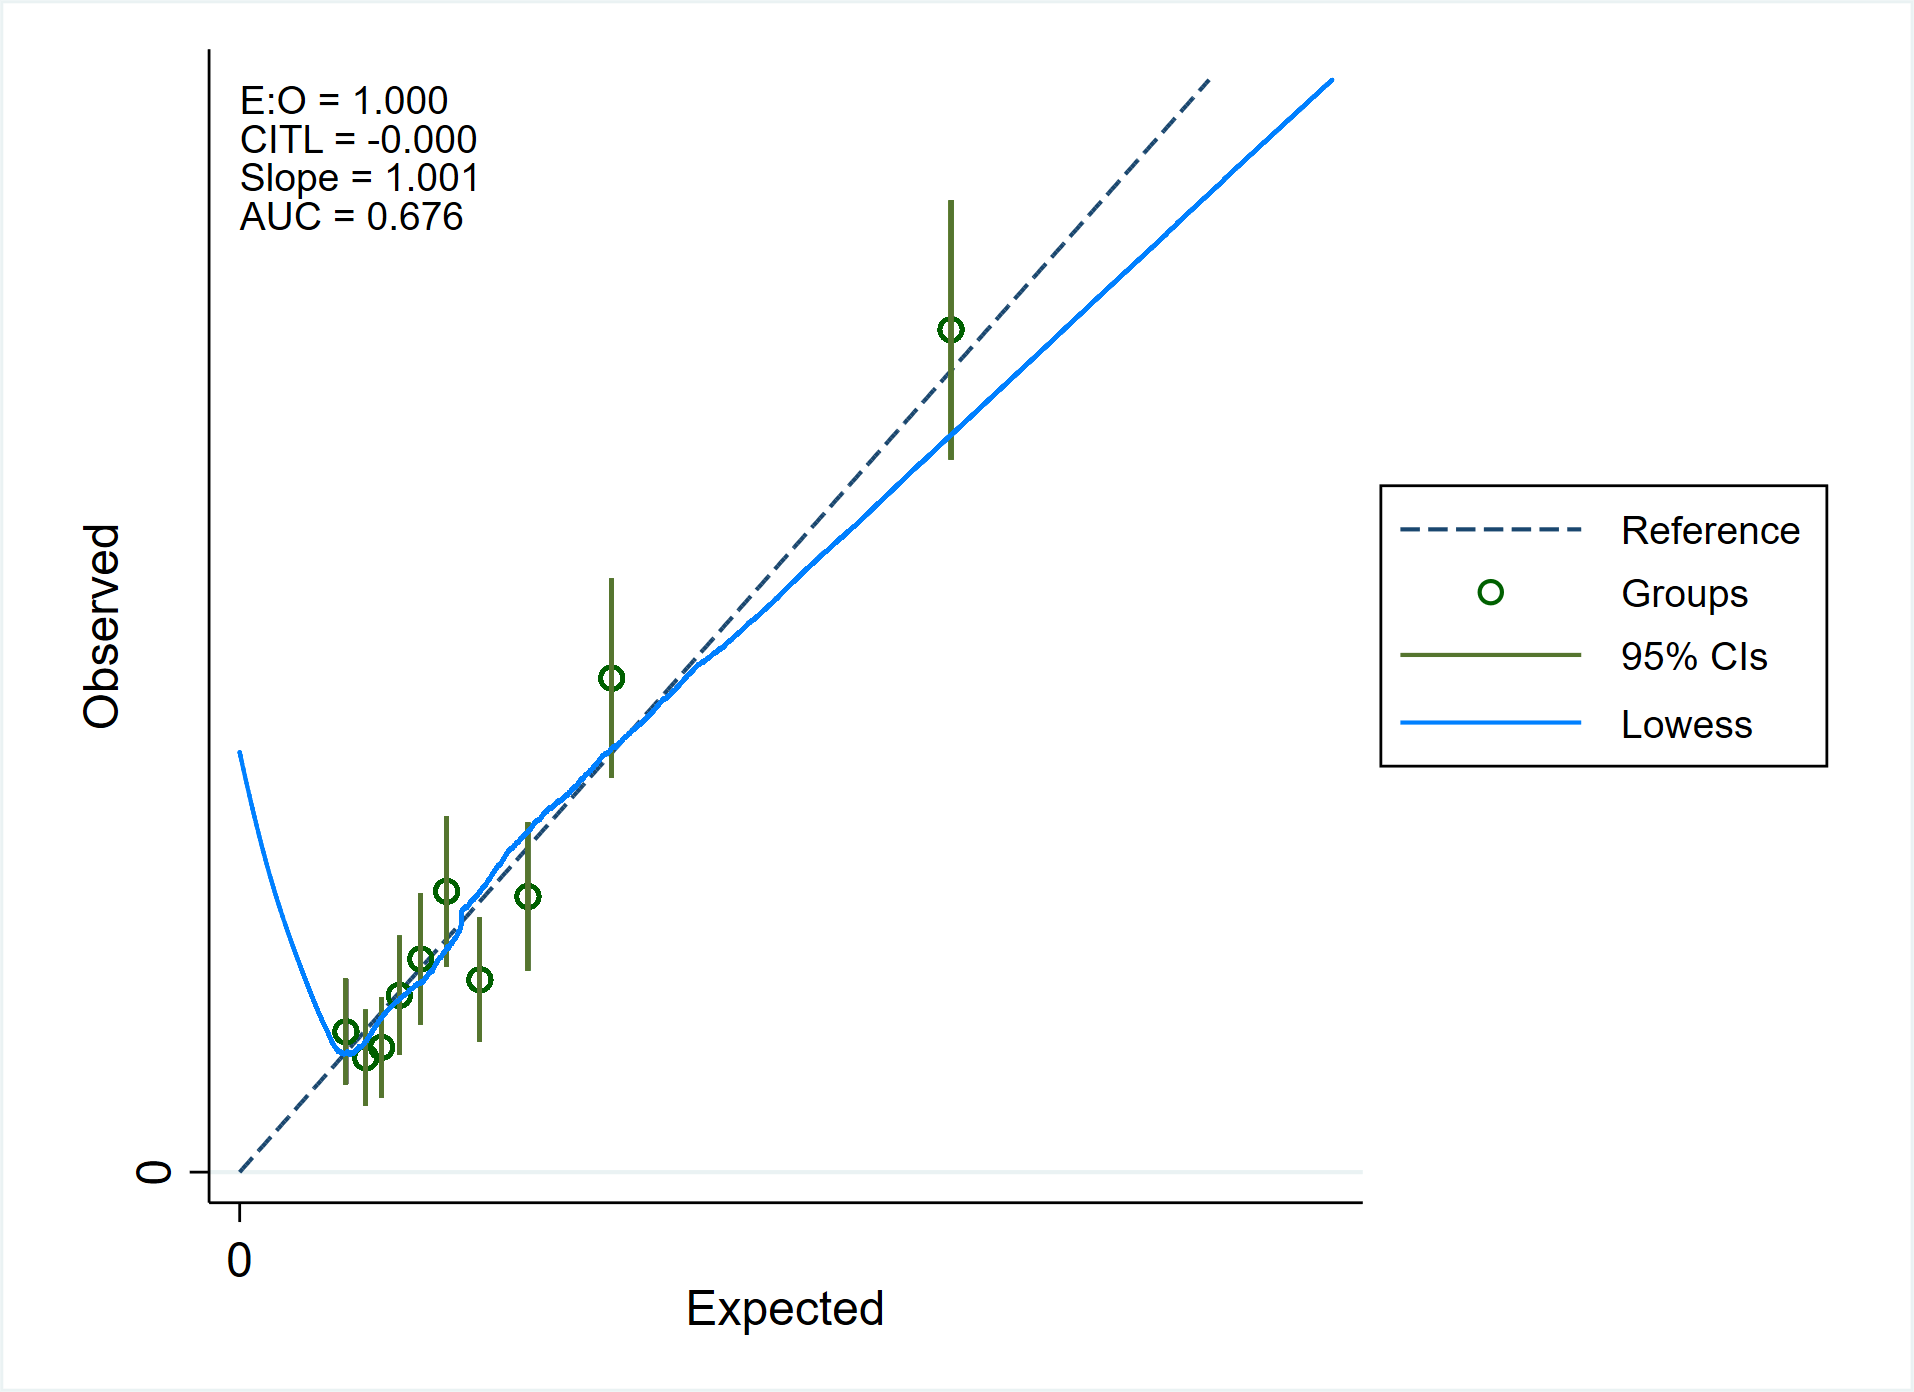 E:O = 1.000
CITL = -0.000
Slope = 1.001
AUC = 0.676
Observed
0
0
Expected
Reference
Groups
95% CIs
Lowess